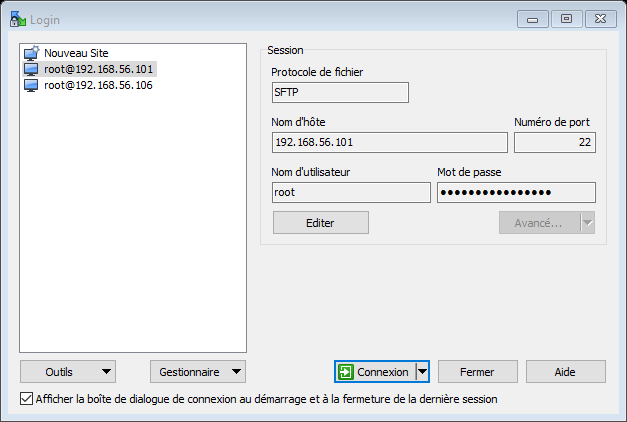 Login
Nouveau Site
root@192.168.56.101
root@192.168.56.106
Session
Protocole de fichier
SFTP
Nom d'hôte Numéro de port
192.168.56.101 22
Nom d'utilisateur Mot de passe
root ••••••••••••••••
Editer Avancé...
Outils Gestionnaire Connexion Fermer Aide
Afficher la boîte de dialogue de connexion au démarrage et à la fermeture de la dernière session